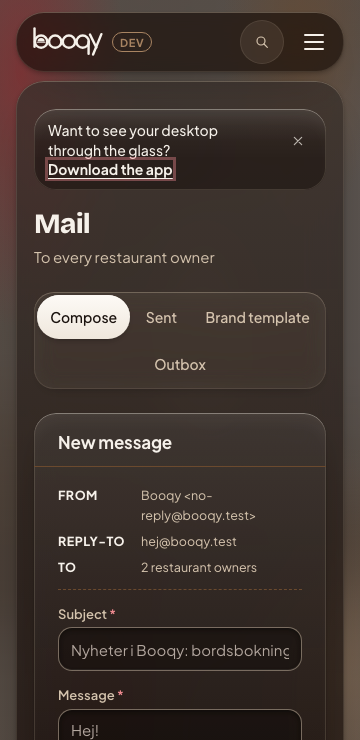 booqy DEV
Want to see your desktop
through the glass?
Download the app
Mail
To every restaurant owner
Compose Sent Brand template
Outbox
New message
FROM Booqy <no-
reply@booqy.test>
REPLY-TO hej@booqy.test
TO 2 restaurant owners
Subject *
Nyheter i Booqy: bordsbokning
Message *
Hej!